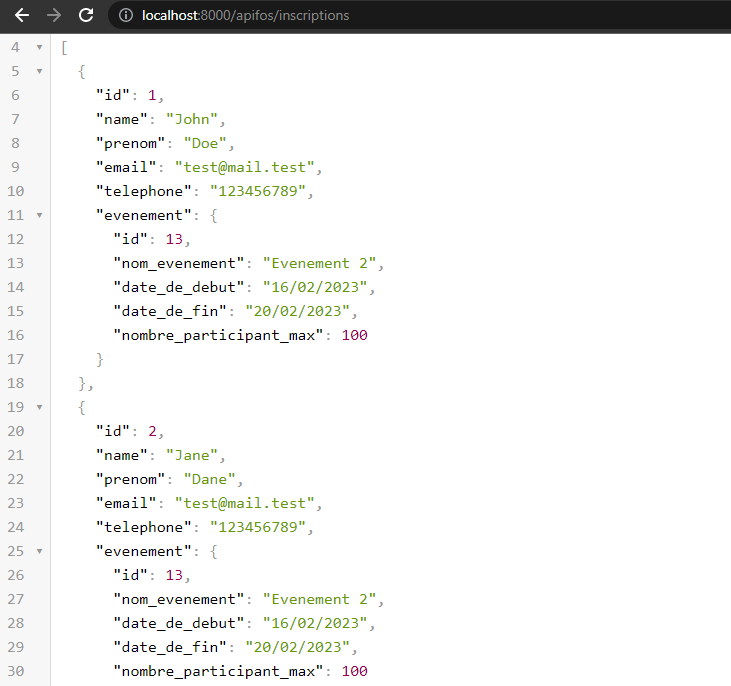 localhost:8000/apifos/inscriptions
4 [
5 {
6 "id": 1,
7 "name": "John",
8 "prenom": "Doe",
9 "email": "test@mail.test",
10 "telephone": "123456789",
11 "evenement": {
12 "id": 13,
13 "nom_evenement": "Evenement 2",
14 "date_de_debut": "16/02/2023",
15 "date_de_fin": "20/02/2023",
16 "nombre_participant_max": 100
17 }
18 },
19 {
20 "id": 2,
21 "name": "Jane",
22 "prenom": "Dane",
23 "email": "test@mail.test",
24 "telephone": "123456789",
25 "evenement": {
26 "id": 13,
27 "nom_evenement": "Evenement 2",
28 "date_de_debut": "16/02/2023",
29 "date_de_fin": "20/02/2023",
30 "nombre_participant_max": 100